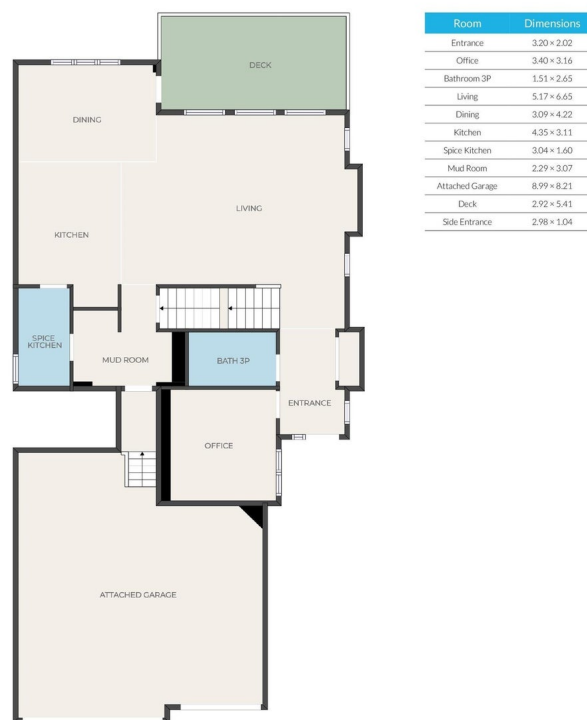 DECK
DINING
LIVING
KITCHEN
SPICE
KITCHEN
MUD ROOM
BATH 3P
ENTRANCE
OFFICE
ATTACHED GARAGE
Room Dimensions
Entrance 3.20 × 2.02
Office 3.40 × 3.16
Bathroom 3P 1.51 × 2.65
Living 5.17 × 6.65
Dining 3.09 × 4.22
Kitchen 4.35 × 3.11
Spice Kitchen 3.04 × 1.60
Mud Room 2.29 × 3.07
Attached Garage 8.99 × 8.21
Deck 2.92 × 5.41
Side Entrance 2.98 × 1.04